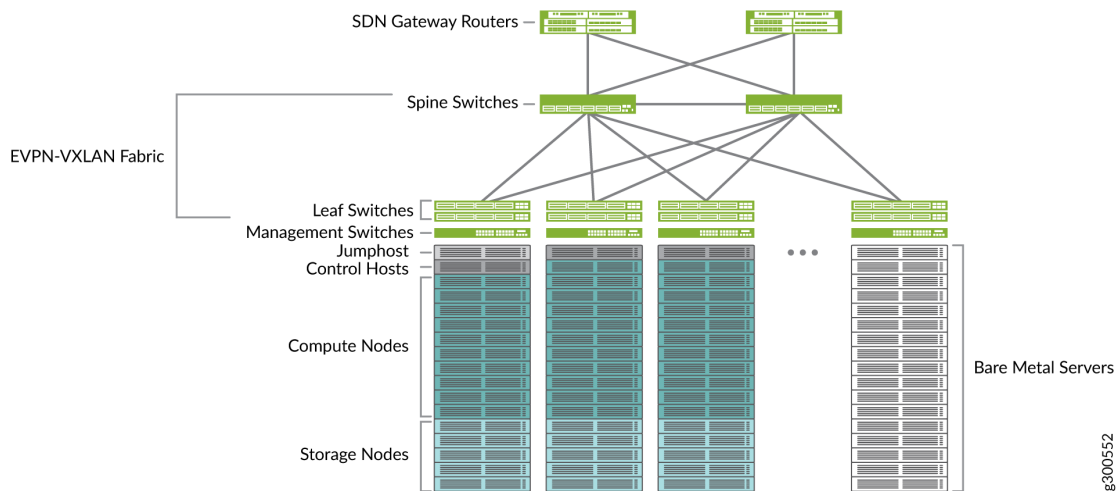 SDN Gateway Routers
Spine Switches
EVPN-VXLAN Fabric
Leaf Switches
Management Switches
Jumphost
Control Hosts
Compute Nodes
Bare Metal Servers
Storage Nodes
g300552